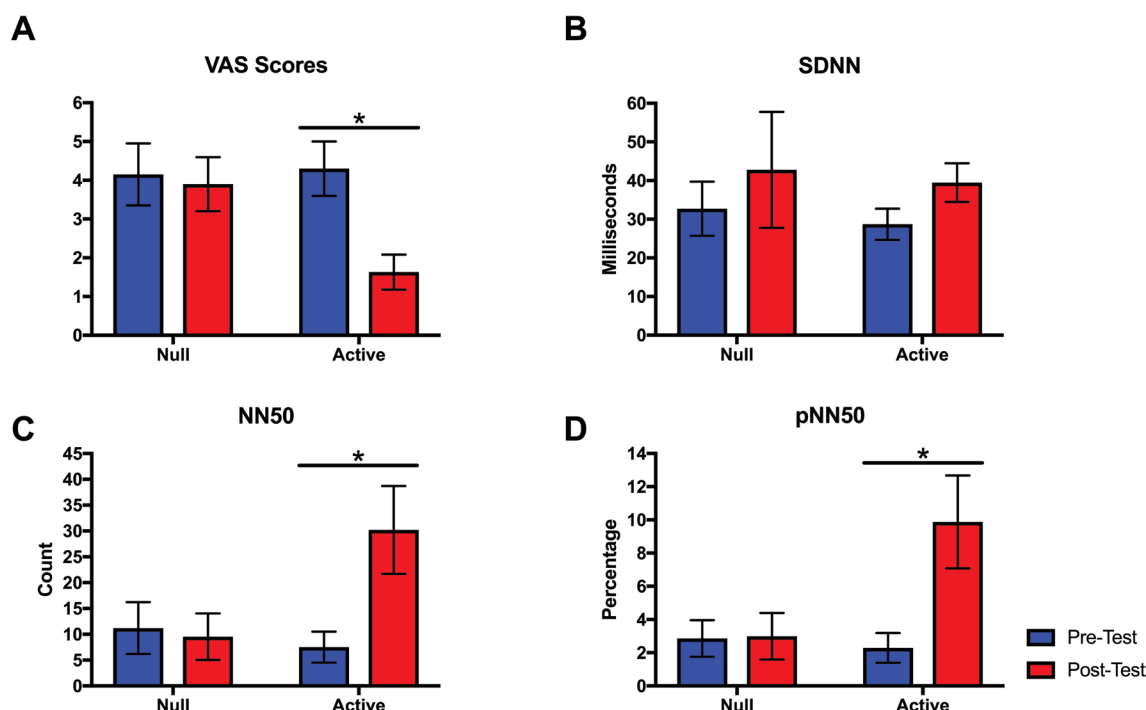 A
VAS Scores
6
5
4
3
2
1
0
*
Null
Active
B
SDNN
Milliseconds
60
50
40
30
20
10
0
Null
Active
C
NN50
Count
45
40
35
30
25
20
15
10
5
0
*
Null
Active
D
pNN50
Percentage
14
12
10
8
6
4
2
0
*
Null
Active
Pre-Test
Post-Test